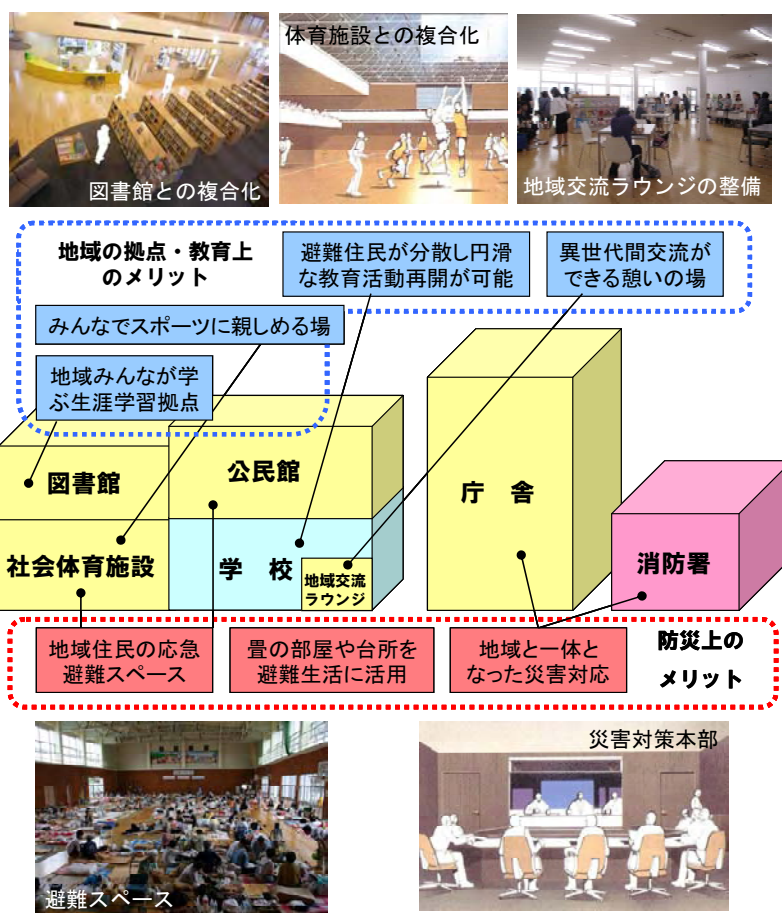 図書館との複合化
体育施設との複合化
地域交流ラウンジの整備
地域の拠点・教育上
のメリット
避難住民が分散し円滑
な教育活動再開が可能
異世代間交流が
できる憩いの場
みんなでスポーツに親しめる場
地域みんなが学
ぶ生涯学習拠点
図書館
公民館
庁 舎
社会体育施設
学 校
地域交流
ラウンジ
消防署
地域住民の応急
避難スペース
畳の部屋や台所を
避難生活に活用
地域と一体と
なった災害対応
防災上の
メリット
避難スペース
災害対策本部